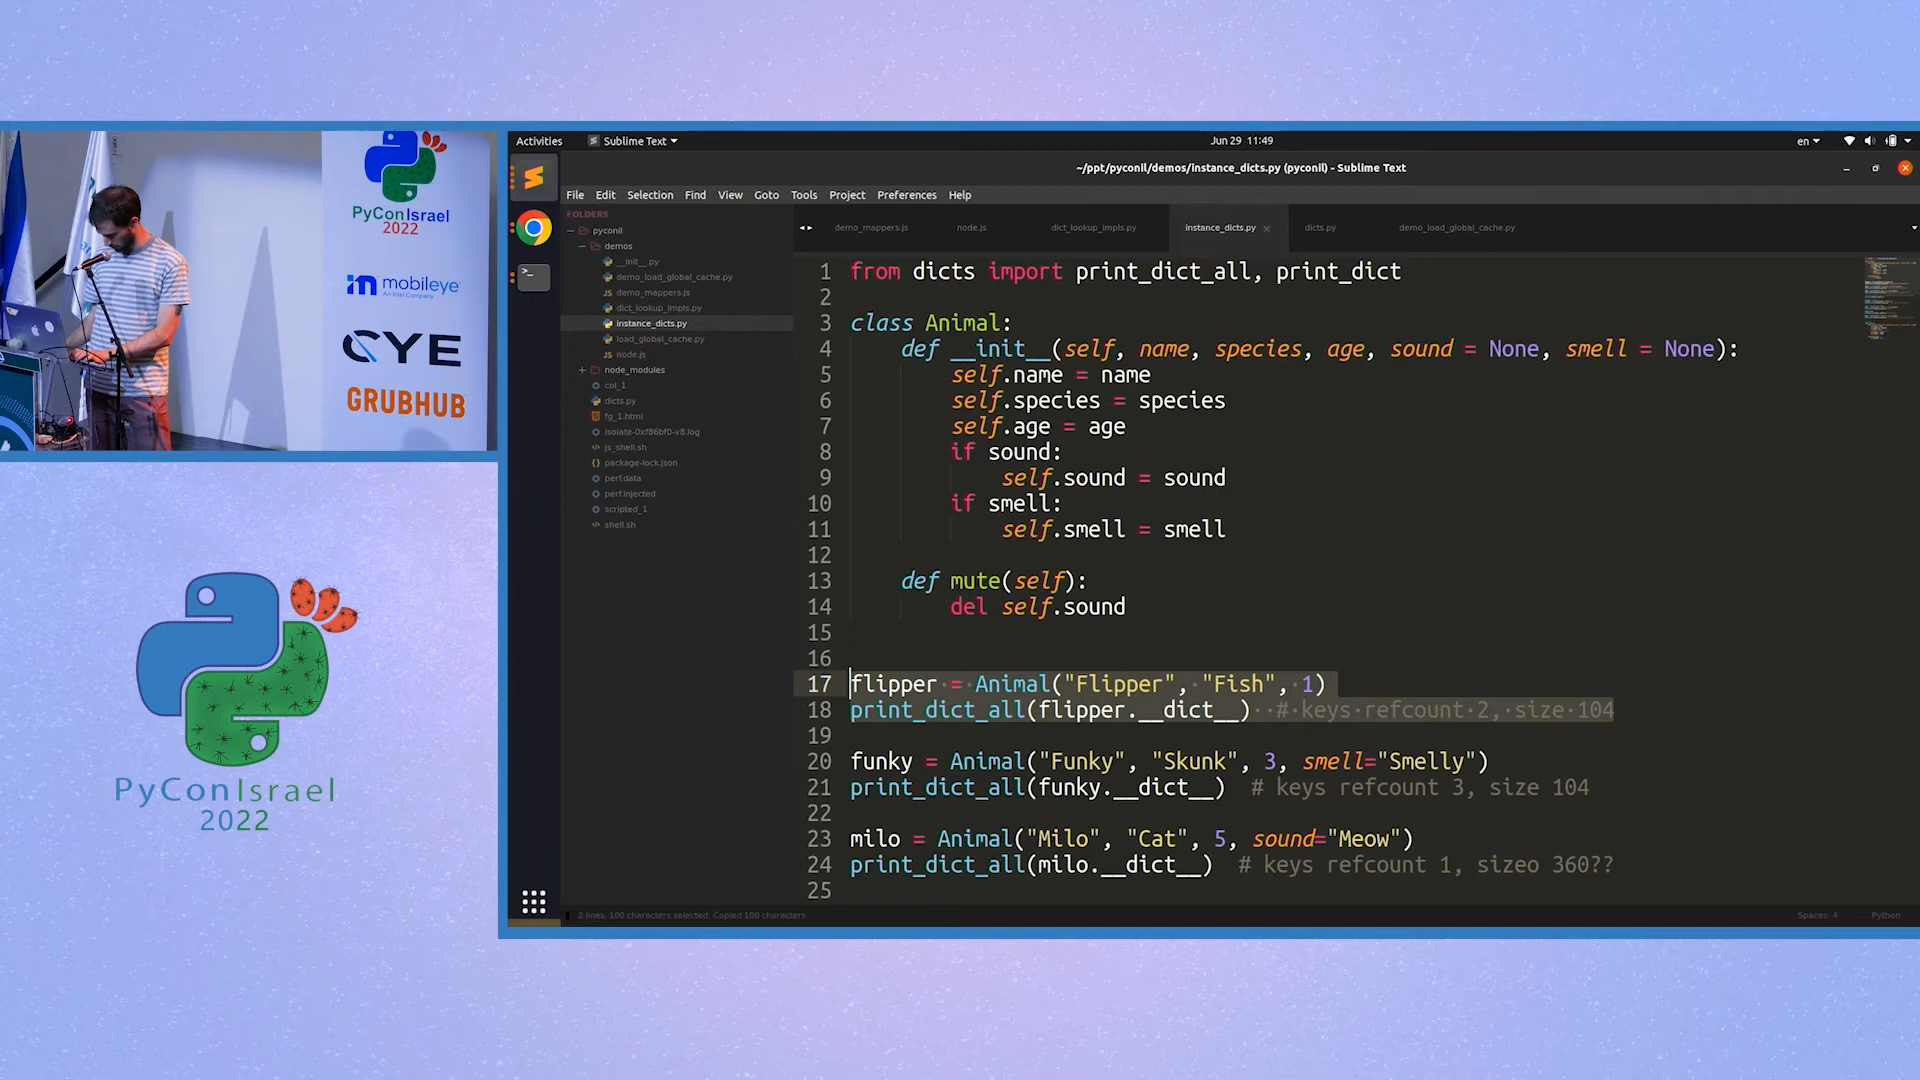 PyConIsrael
2022
mobileye
An Intel Company
CYE
GRUBHUB
PyConIsrael
2022
Activities
Sublime Text
Jun 29 11:49
en
~/ppt/pyconil/demos/instance_dicts.py (pyconil) - Sublime Text
File Edit Selection Find View Goto Tools Project Preferences Help
FOLDERS
pyconil
demos
__init__.py
demo_load_global_cache.py
demo_mappers.js
dict_lookup_impls.py
instance_dicts.py
load_global_cache.py
node.js
node_modules
col_1
dicts.py
fg_1.html
isolate-0xf86bf0-v8.log
js_shell.sh
package-lock.json
perf.data
perf.injected
scripted_1
shell.sh
demo_mappers.js node.js dict_lookup_impls.py instance_dicts.py dicts.py demo_load_global_cache.py
1 from dicts import print_dict_all, print_dict
2
3 class Animal:
4 def __init__(self, name, species, age, sound = None, smell = None):
5 self.name = name
6 self.species = species
7 self.age = age
8 if sound:
9 self.sound = sound
10 if smell:
11 self.smell = smell
12
13 def mute(self):
14 del self.sound
15
16
17 flipper = Animal("Flipper", "Fish", 1)
18 print_dict_all(flipper.__dict__) # keys refcount 2, size 104
19
20 funky = Animal("Funky", "Skunk", 3, smell="Smelly")
21 print_dict_all(funky.__dict__) # keys refcount 3, size 104
22
23 milo = Animal("Milo", "Cat", 5, sound="Meow")
24 print_dict_all(milo.__dict__) # keys refcount 1, sizeo 360??
25
2 lines, 100 characters selected; Copied 100 characters
Spaces: 4
Python